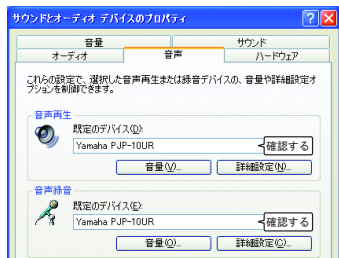 サウンドとオーディオ デバイスのプロパティ
音量
サウンド
オーディオ
音声
ハードウェア
これらの設定で、選択した音声再生または録音デバイスの、音量や詳細設定オ
プションを制御できます。
音声再生
既定のデバイス(D):
Yamaha PJP-10UR
確認する
音量(V)...
詳細設定(N)...
音声録音
既定のデバイス(E):
Yamaha PJP-10UR
確認する
音量(O)...
詳細設定(C)...